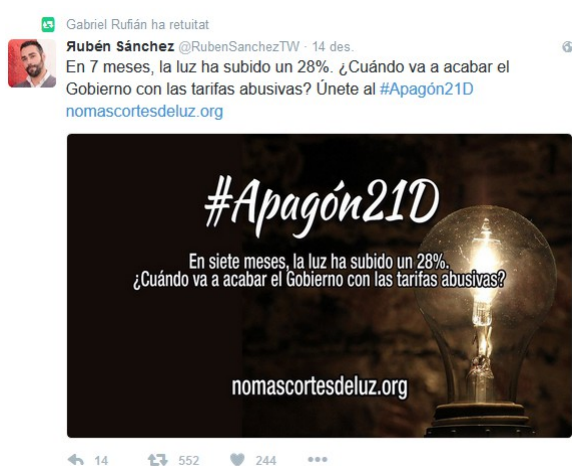 Gabriel Rufián ha retuitat
Rubén Sánchez @RubenSanchezTW · 14 des.
En 7 meses, la luz ha subido un 28%. ¿Cuándo va a acabar el
Gobierno con las tarifas abusivas? Únete al #Apagón21D
nomascortesdeluz.org
#Apagón21D
En siete meses, la luz ha subido un 28%.
¿Cuándo va a acabar el Gobierno con las tarifas abusivas?
nomascortesdeluz.org
14 552 244